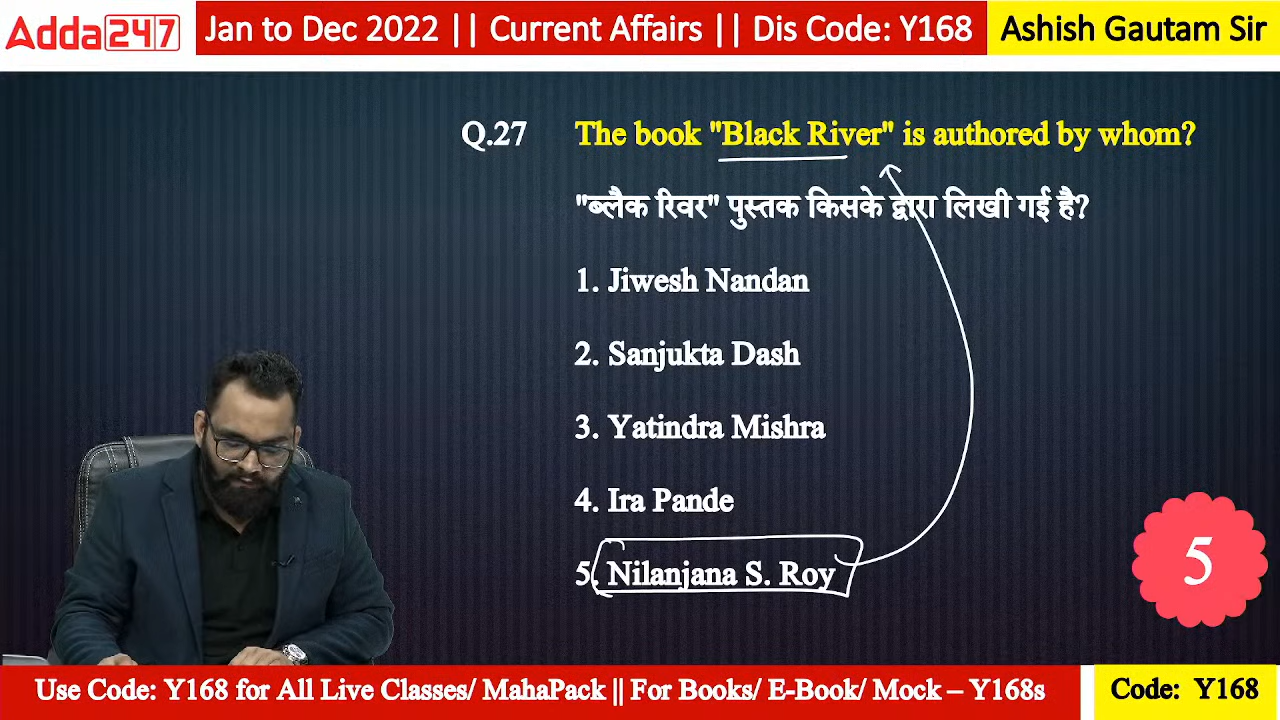 Adda247 Jan to Dec 2022 || Current Affairs || Dis Code: Y168 Ashish Gautam Sir
Q.27 The book "Black River" is authored by whom?
"ब्लैक रिवर" पुस्तक किसके द्वारा लिखी गई है?
1. Jiwesh Nandan
2. Sanjukta Dash
3. Yatindra Mishra
4. Ira Pande
5. Nilanjana S. Roy
5
Use Code: Y168 for All Live Classes/ MahaPack || For Books/ E-Book/ Mock – Y168s Code: Y168